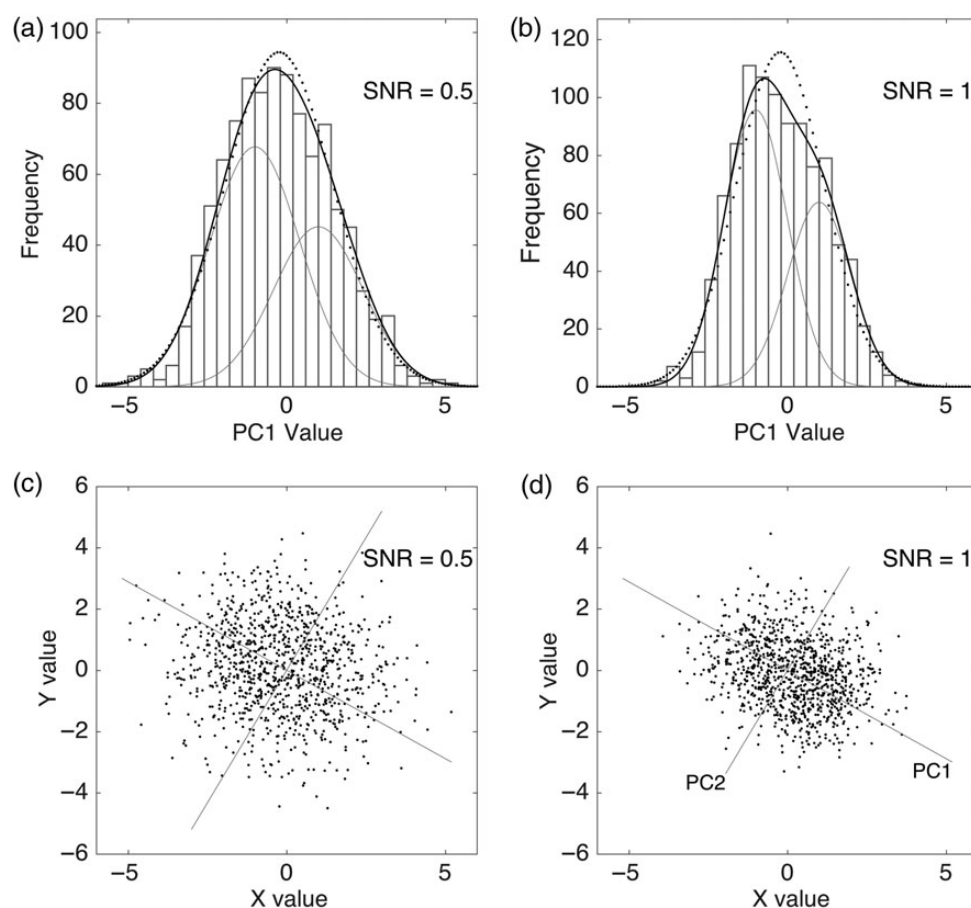 (a)
100
80
60
40
20
0
Frequency
SNR = 0.5
−5
0
5
PC1 Value
(b)
120
100
80
60
40
20
0
Frequency
SNR = 1
−5
0
5
PC1 Value
(c)
6
4
2
0
−2
−4
−6
Y value
SNR = 0.5
−5
0
5
X value
(d)
6
4
2
0
−2
−4
−6
Y value
SNR = 1
PC2
PC1
−5
0
5
X value